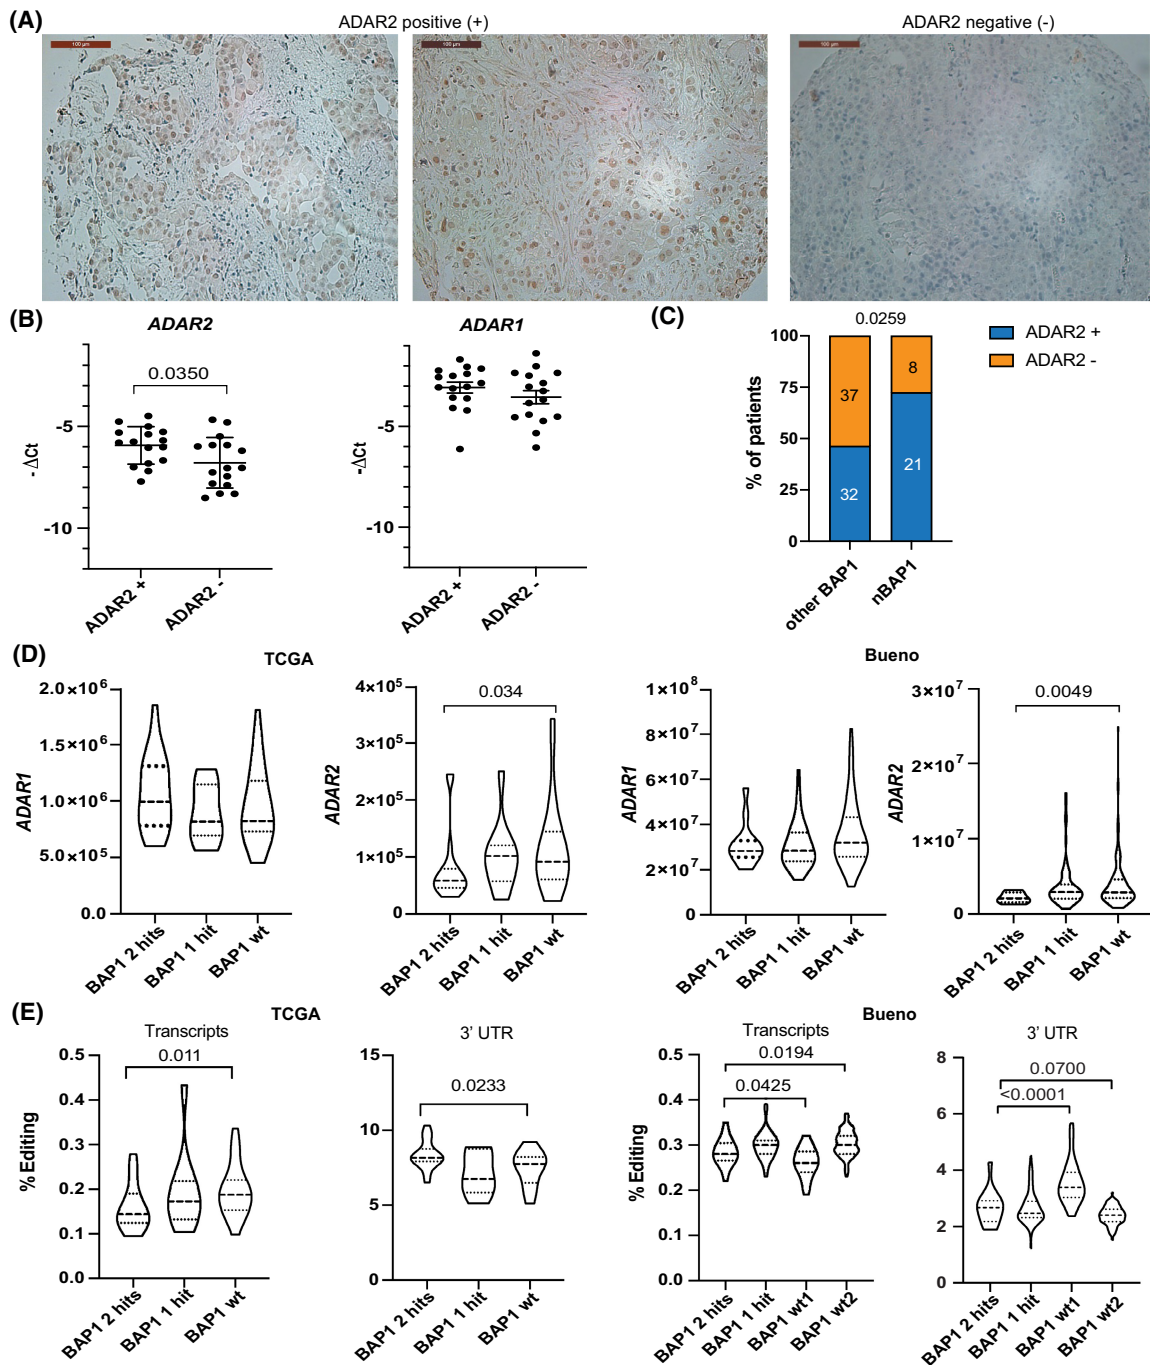 (A)
ADAR2 positive (+)
ADAR2 negative (-)
100 µm
100 µm
100 µm
(B)
ADAR2
0.0350
- ΔCt
-5
-10
ADAR2 +
ADAR2 -
ADAR1
- ΔCt
-5
-10
ADAR2 +
ADAR2 -
(C)
0.0259
% of patients
100
75
50
25
0
37
32
8
21
other BAP1
nBAP1
ADAR2 +
ADAR2 -
(D)
TCGA
Bueno
ADAR1
2.0×10⁶
1.5×10⁶
1.0×10⁶
5.0×10⁵
0.0
BAP1 2 hits
BAP1 1 hit
BAP1 wt
ADAR2
4×10⁵
3×10⁵
2×10⁵
1×10⁵
0
0.034
BAP1 2 hits
BAP1 1 hit
BAP1 wt
ADAR1
1×10⁸
8×10⁷
6×10⁷
4×10⁷
2×10⁷
0
BAP1 2 hits
BAP1 1 hit
BAP1 wt
ADAR2
3×10⁷
2×10⁷
1×10⁷
0
0.0049
BAP1 2 hits
BAP1 1 hit
BAP1 wt
(E)
TCGA
Bueno
Transcripts
% Editing
0.5
0.4
0.3
0.2
0.1
0.0
0.011
BAP1 2 hits
BAP1 1 hit
BAP1 wt
3' UTR
15
10
5
0
0.0233
BAP1 2 hits
BAP1 1 hit
BAP1 wt
Transcripts
% Editing
0.5
0.4
0.3
0.2
0.1
0.0
0.0194
0.0425
BAP1 2 hits
BAP1 1 hit
BAP1 wt1
BAP1 wt2
3' UTR
8
6
4
2
0
0.0700
<0.0001
BAP1 2 hits
BAP1 1 hit
BAP1 wt1
BAP1 wt2